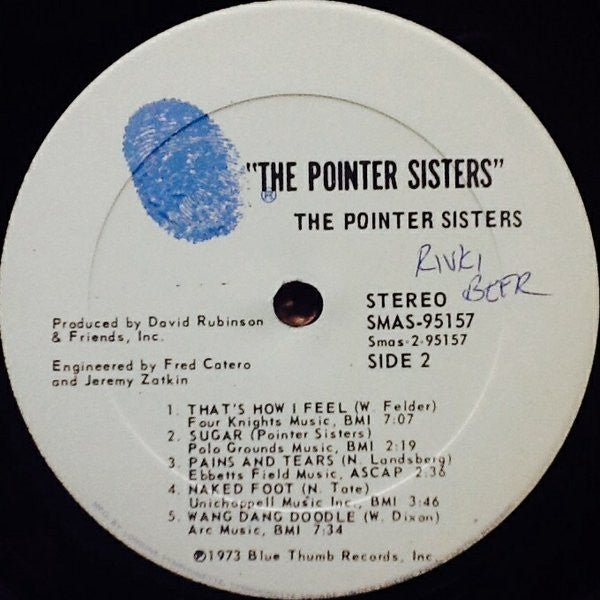 "THE POINTER SISTERS"
®
THE POINTER SISTERS
RIVKI
BEER
STEREO
SMAS-95157
Smas-2-95157
SIDE 2
Produced by David Rubinson
& Friends, Inc.
Engineered by Fred Catero
and Jeremy Zatkin
1. THAT'S HOW I FEEL (W. Felder)
Four Knights Music, BMI 7:07
2. SUGAR (Pointer Sisters)
Polo Grounds Music, BMI 2:19
3. PAINS AND TEARS (N. Landsberg)
Ebbetts Field Music, ASCAP 2:36
4. NAKED FOOT (N. Tate)
Unichappell Music Inc., BMI 3:46
5. WANG DANG DOODLE (W. Dixon)
Arc Music, BMI 7:34
℗1973 Blue Thumb Records, Inc.